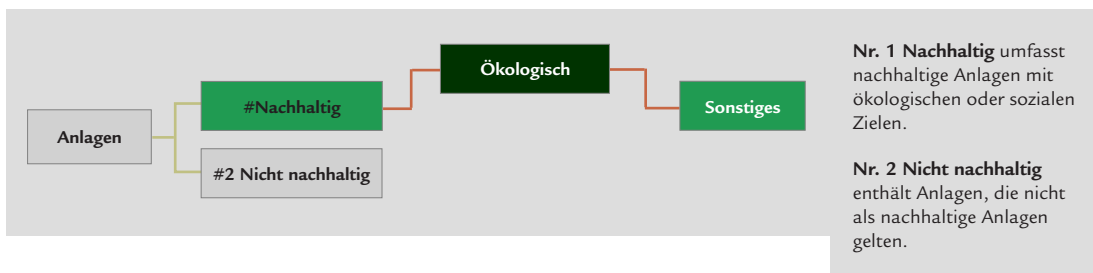 Anlagen
#Nachhaltig
#2 Nicht nachhaltig
Ökologisch
Sonstiges
Nr. 1 Nachhaltig umfasst
nachhaltige Anlagen mit
ökologischen oder sozialen
Zielen.
Nr. 2 Nicht nachhaltig
enthält Anlagen, die nicht
als nachhaltige Anlagen
gelten.